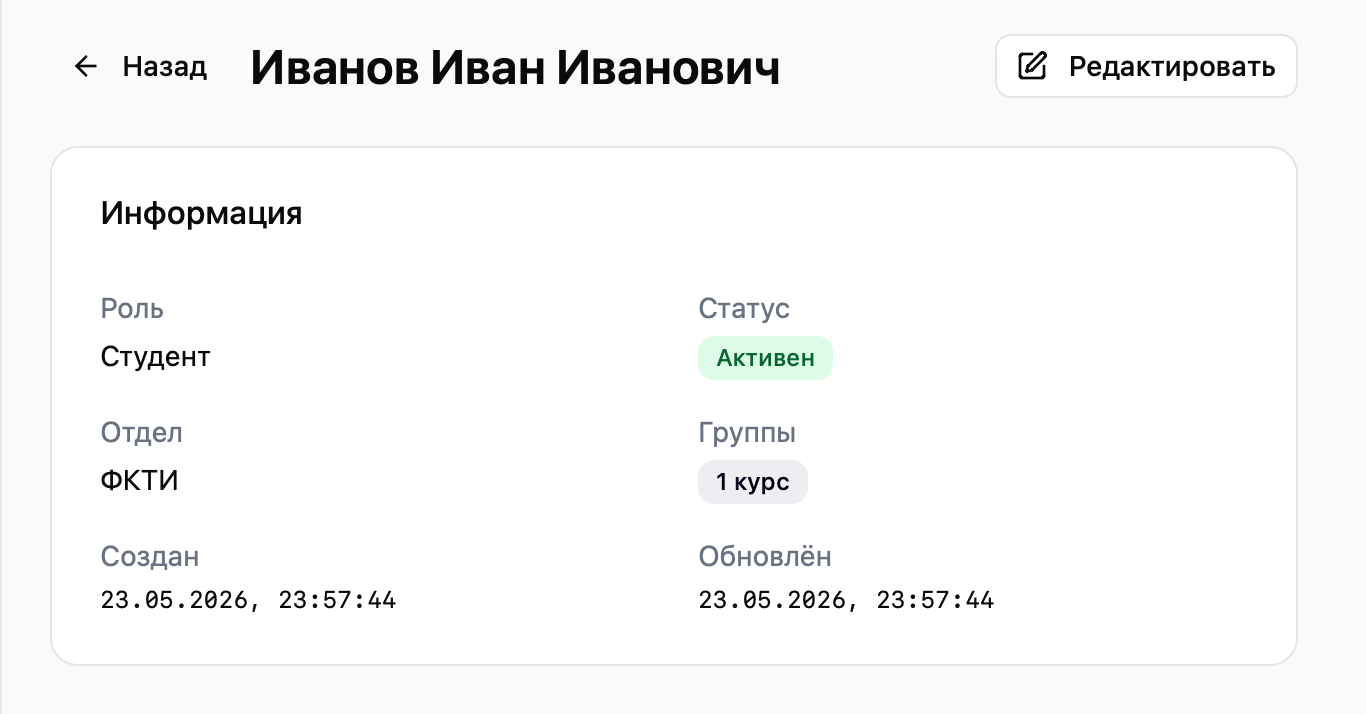 Назад
Иванов Иван Иванович
Редактировать
Информация
Роль
Статус
Студент
Активен
Отдел
Группы
ФКТИ
1 курс
Создан
Обновлён
23.05.2026, 23:57:44
23.05.2026, 23:57:44